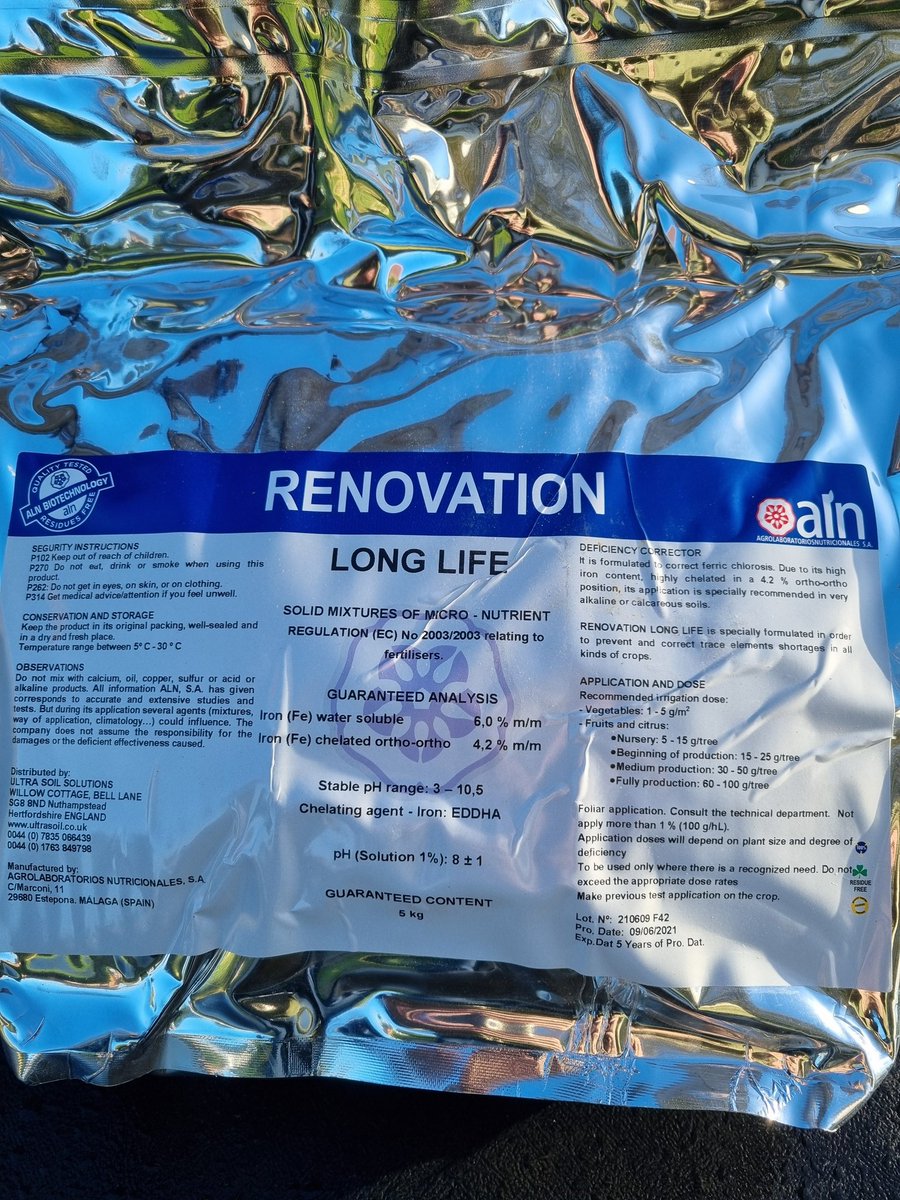 QUALITY TESTED
ALN BIOTECHNOLOGY
aln
RESIDUES FREE
RENOVATION
aln
AGROLABORATORIOSNUTRICIONALES S.A.
SEGURITY INSTRUCTIONS
P102 Keep out of reach of children.
P270 Do not eat, drink or smoke when using this
product.
P262: Do not get in eyes, on skin, or on clothing.
P314 Get medical advice/attention if you feel unwell.
CONSERVATION AND STORAGE
Keep the product in its original packing, well-sealed and
in a dry and fresh place.
Temperature range between 5º C - 30 º C
OBSERVATIONS
Do not mix with calcium, oil, copper, sulfur or acid or
alkaline products. All information ALN, S.A. has given
corresponds to accurate and extensive studies and
tests. But during its application several agents (mixtures,
way of application, climatology...) could influence. The
company does not assume the responsibility for the
damages or the deficient effectiveness caused.
Distributed by:
ULTRA SOIL SOLUTIONS
WILLOW COTTAGE, BELL LANE
SG8 8ND Nuthampstead
Hertfordshire ENGLAND
www.ultrasoil.co.uk
0044 (0) 7835 066439
0044 (0) 1763 849798
Manufactured by:
AGROLABORATORIOS NUTRICIONALES, S.A.
C/Marconi, 11
29680 Estepona. MÁLAGA (SPAIN)
LONG LIFE
SOLID MIXTURES OF MICRO - NUTRIENT
REGULATION (EC) No 2003/2003 relating to
fertilisers.
GUARANTEED ANALYSIS
Iron (Fe) water soluble 6,0 % m/m
Iron (Fe) chelated ortho-ortho 4,2 % m/m
Stable pH range: 3 – 10,5
Chelating agent - Iron: EDDHA
pH (Solution 1%): 8 ± 1
GUARANTEED CONTENT
5 kg
DEFICIENCY CORRECTOR
It is formulated to correct ferric chlorosis. Due to its high
iron content, highly chelated in a 4.2 % ortho-ortho
position, its application is specially recommended in very
alkaline or calcareous soils.
RENOVATION LONG LIFE is specially formulated in order
to prevent and correct trace elements shortages in all
kinds of crops.
APPLICATION AND DOSE
Recommended irrigation dose:
- Vegetables: 1 - 5 g/m²
- Fruits and citrus:
•Nursery: 5 - 15 g/tree
•Beginning of production: 15 - 25 g/tree
•Medium production: 30 - 50 g/tree
•Fully production: 60 - 100 g/tree
Foliar application. Consult the technical department. Not
apply more than 1 % (100 g/hL).
Application doses will depend on plant size and degree of
deficiency
To be used only where there is a recognized need. Do not
exceed the appropriate dose rates
Make previous test application on the crop.
RESIDUE
FREE
Lot. Nº: 210609 F42
Pro. Date: 09/06/2021
Exp.Dat 5 Years of Pro. Dat.